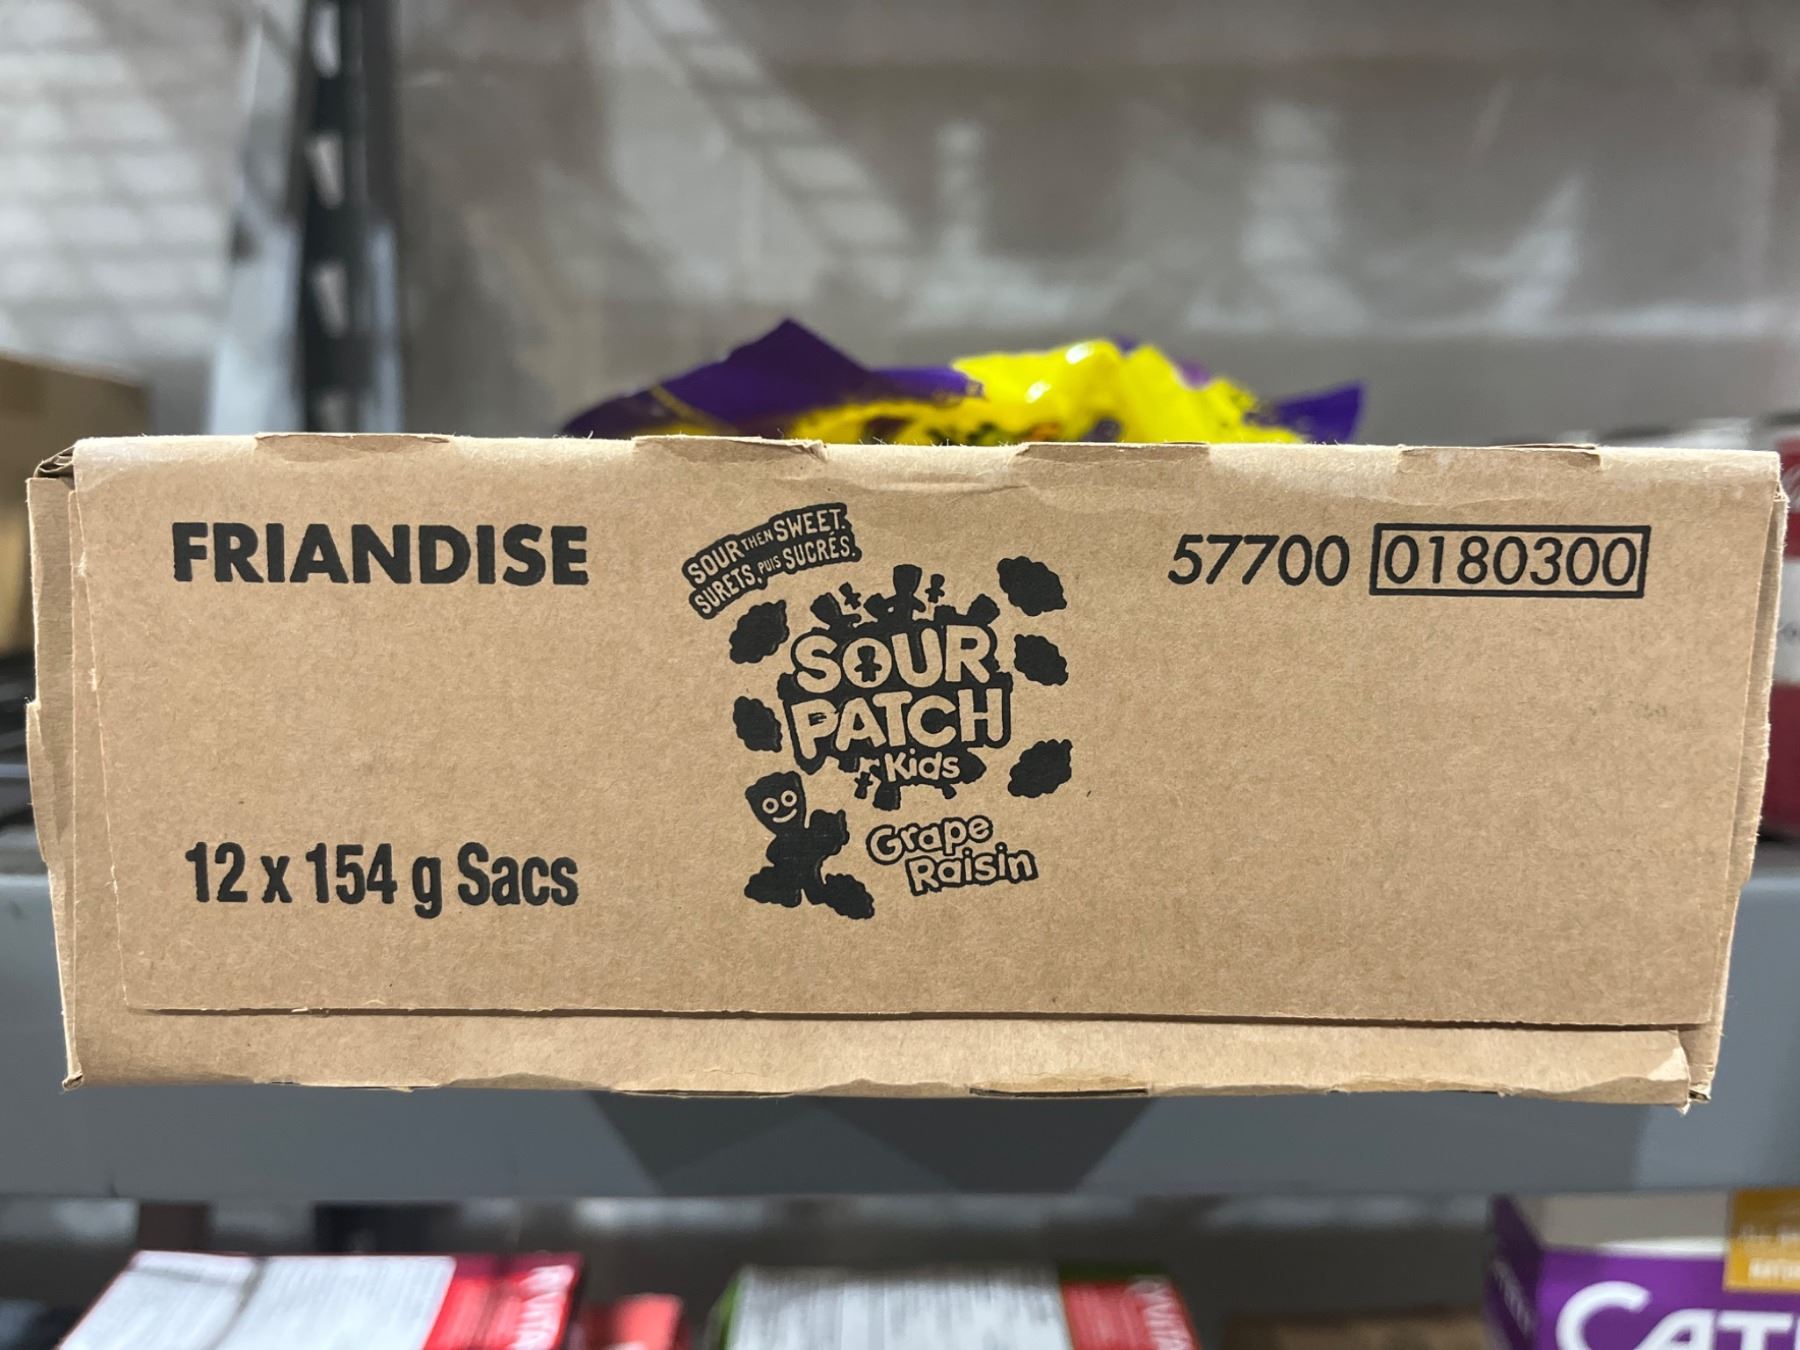 FRIANDISE
SOUR THEN SWEET.
SURETS, PUIS SUCRÉS.
57700 0180300
SOUR
PATCH
Kids
Grape
Raisin
12 x 154 g Sacs